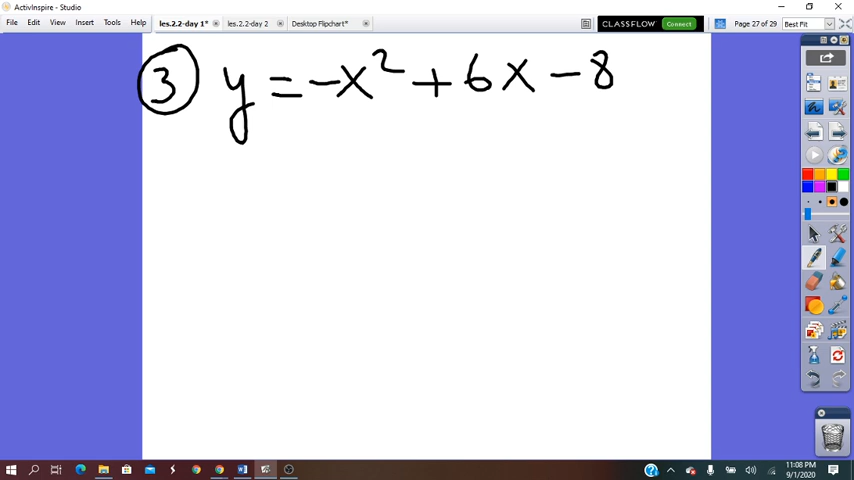 ActivInspire - Studio
File Edit View Insert Tools Help les.2.2-day 1* les.2.2-day 2 Desktop Flipchart* CLASSFLOW Connect Page 27 of 29 Best Fit
③ y = -x² + 6x - 8
11:08 PM
9/1/2020